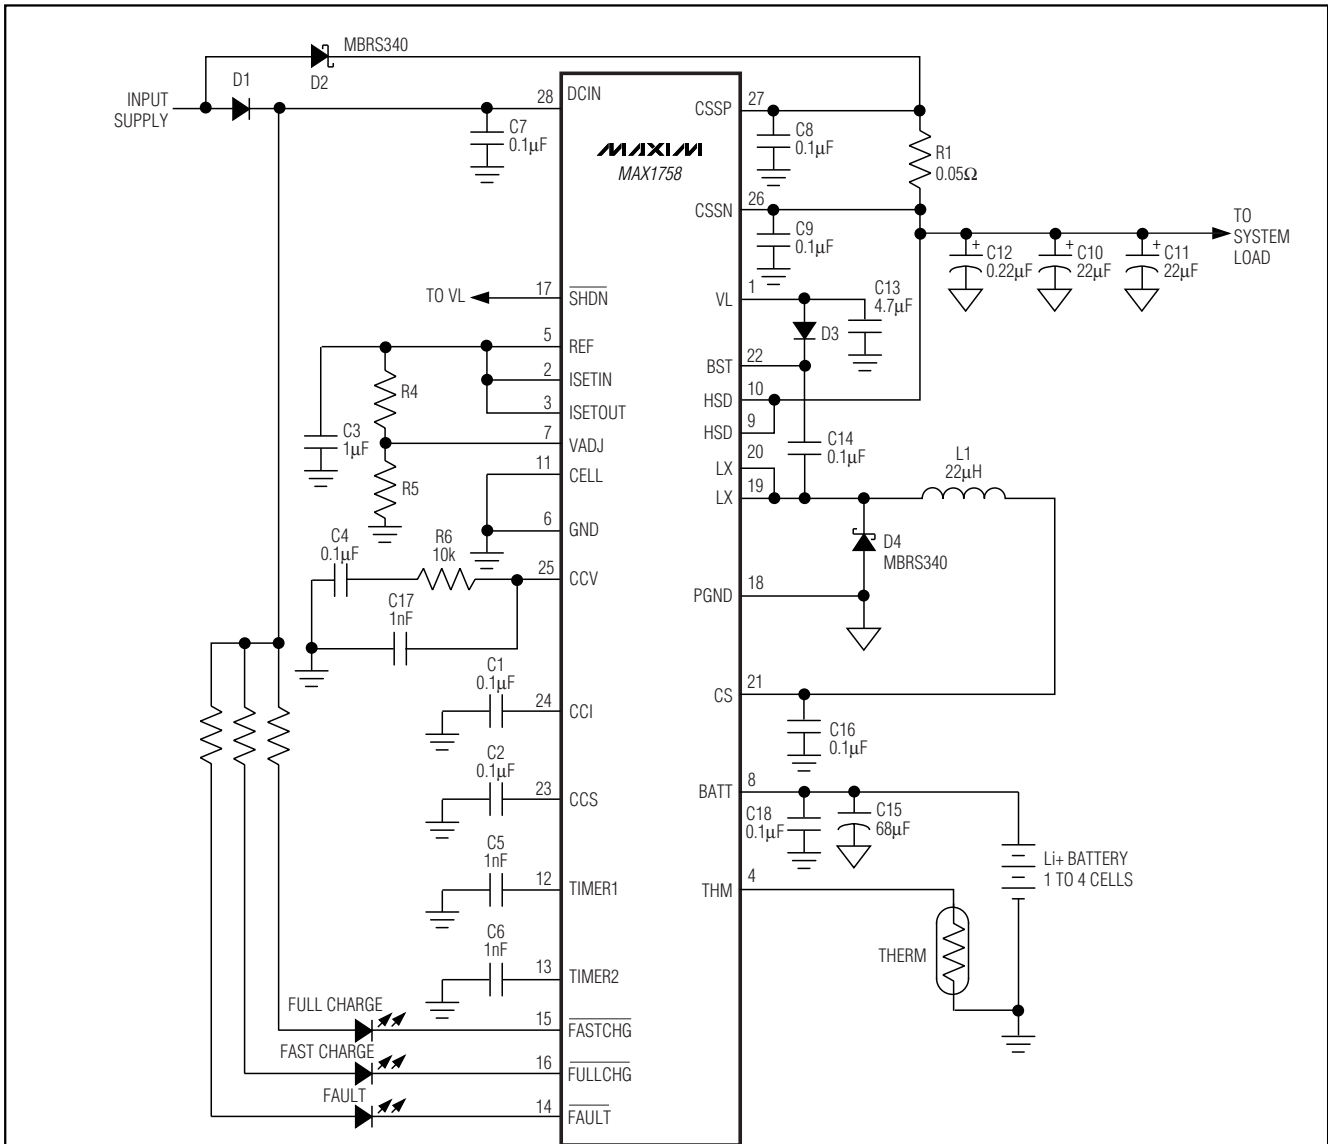 MBRS340
D1
D2
INPUT
SUPPLY
28
DCIN
C7
0.1µF
MAXIM
MAX1758
CSSP
27
C8
0.1µF
R1
0.05Ω
CSSN
26
C9
0.1µF
TO
SYSTEM
LOAD
+
C12
0.22µF
+
C10
22µF
+
C11
22µF
TO VL
17
SHDN
VL
1
C13
4.7µF
D3
5
REF
2
ISETIN
3
ISETOUT
R4
7
VADJ
C3
1µF
11
CELL
R5
6
GND
BST
22
HSD
10
HSD
9
LX
20
LX
19
C14
0.1µF
L1
22µH
D4
MBRS340
C4
0.1µF
R6
10k
25
CCV
C17
1nF
PGND
18
C1
0.1µF
24
CCI
CS
21
C16
0.1µF
C2
0.1µF
23
CCS
BATT
8
C18
0.1µF
C15
68µF
Li+ BATTERY
1 TO 4 CELLS
C5
1nF
12
TIMER1
THM
4
THERM
C6
1nF
13
TIMER2
FULL CHARGE
15
FASTCHG
FAST CHARGE
16
FULLCHG
FAULT
14
FAULT